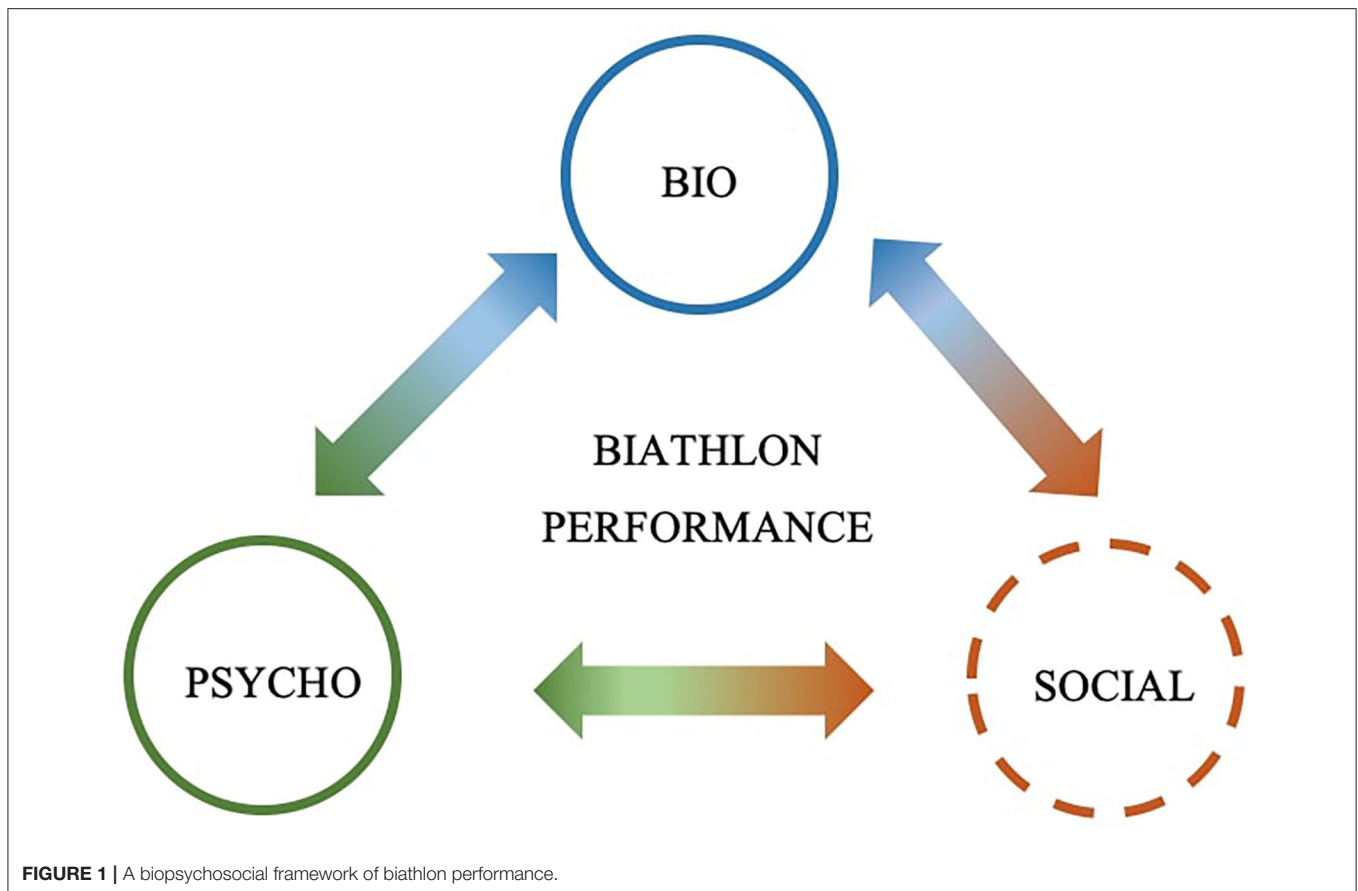 BIO
BIATHLON
PERFORMANCE
PSYCHO
SOCIAL
FIGURE 1 | A biopsychosocial framework of biathlon performance.